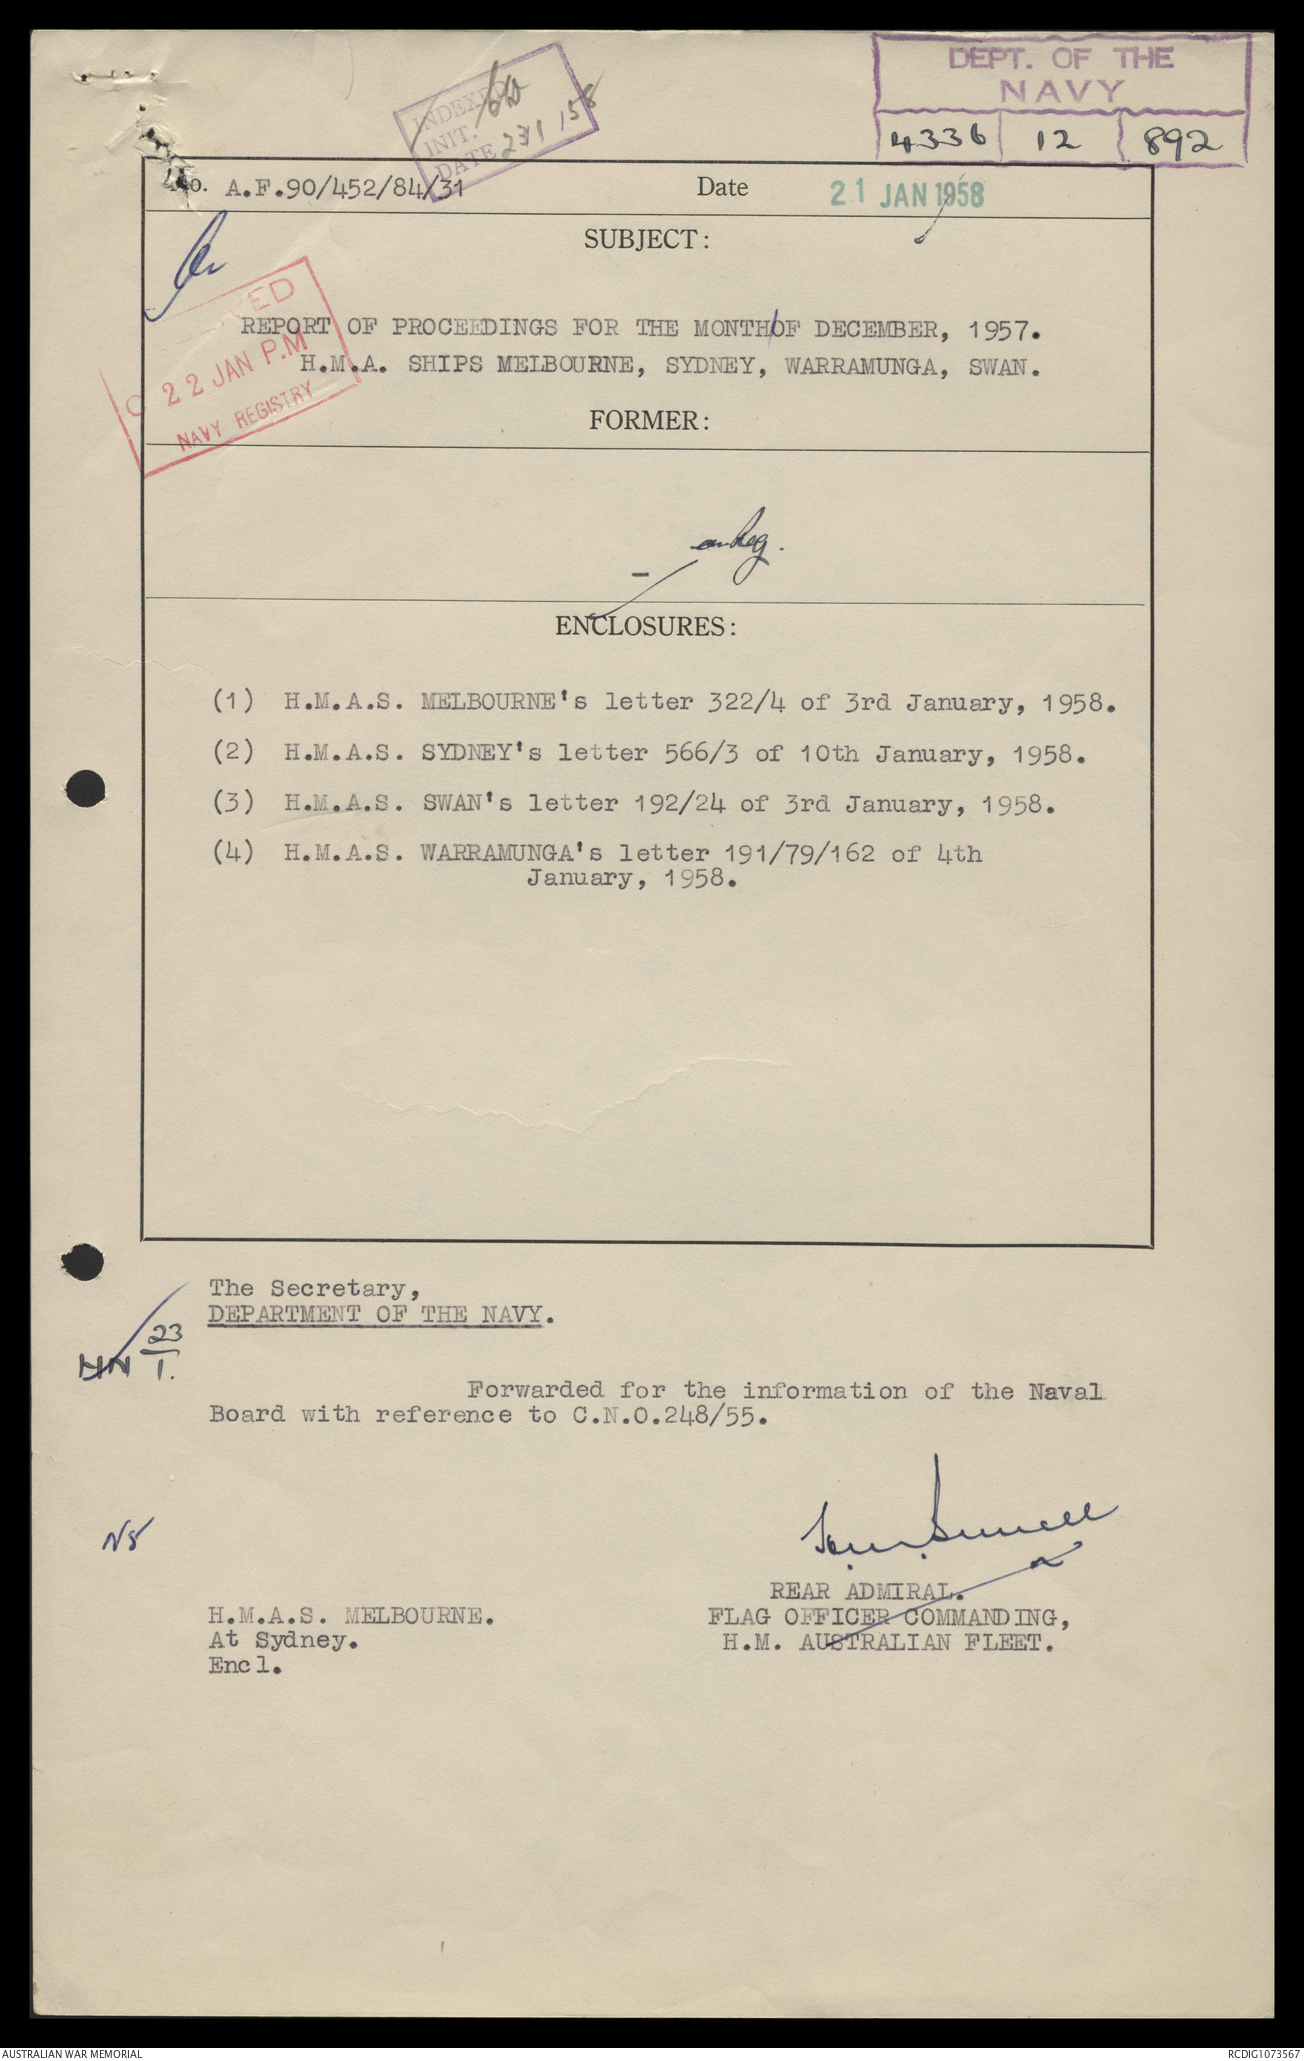 DEPT. OF THE
NAVY
4336 12 892
INDEXED
INIT.
DATE 23/1/58
No. A.F.90/452/84/31 Date 21 JAN 1958
SUBJECT:
REPORT OF PROCEEDINGS FOR THE MONTH OF DECEMBER, 1957.
H.M.A. SHIPS MELBOURNE, SYDNEY, WARRAMUNGA, SWAN.
22 JAN P.M
NAVY REGISTRY
FORMER:
-
ENCLOSURES:
(1) H.M.A.S. MELBOURNE's letter 322/4 of 3rd January, 1958.
(2) H.M.A.S. SYDNEY's letter 566/3 of 10th January, 1958.
(3) H.M.A.S. SWAN's letter 192/24 of 3rd January, 1958.
(4) H.M.A.S. WARRAMUNGA's letter 191/79/162 of 4th
January, 1958.
The Secretary,
DEPARTMENT OF THE NAVY.
23
1.
Forwarded for the information of the Naval
Board with reference to C.N.O.248/55.
REAR ADMIRAL.
H.M.A.S. MELBOURNE. FLAG OFFICER COMMANDING,
At Sydney. H.M. AUSTRALIAN FLEET.
Encl.
AUSTRALIAN WAR MEMORIAL RCDIG1073567